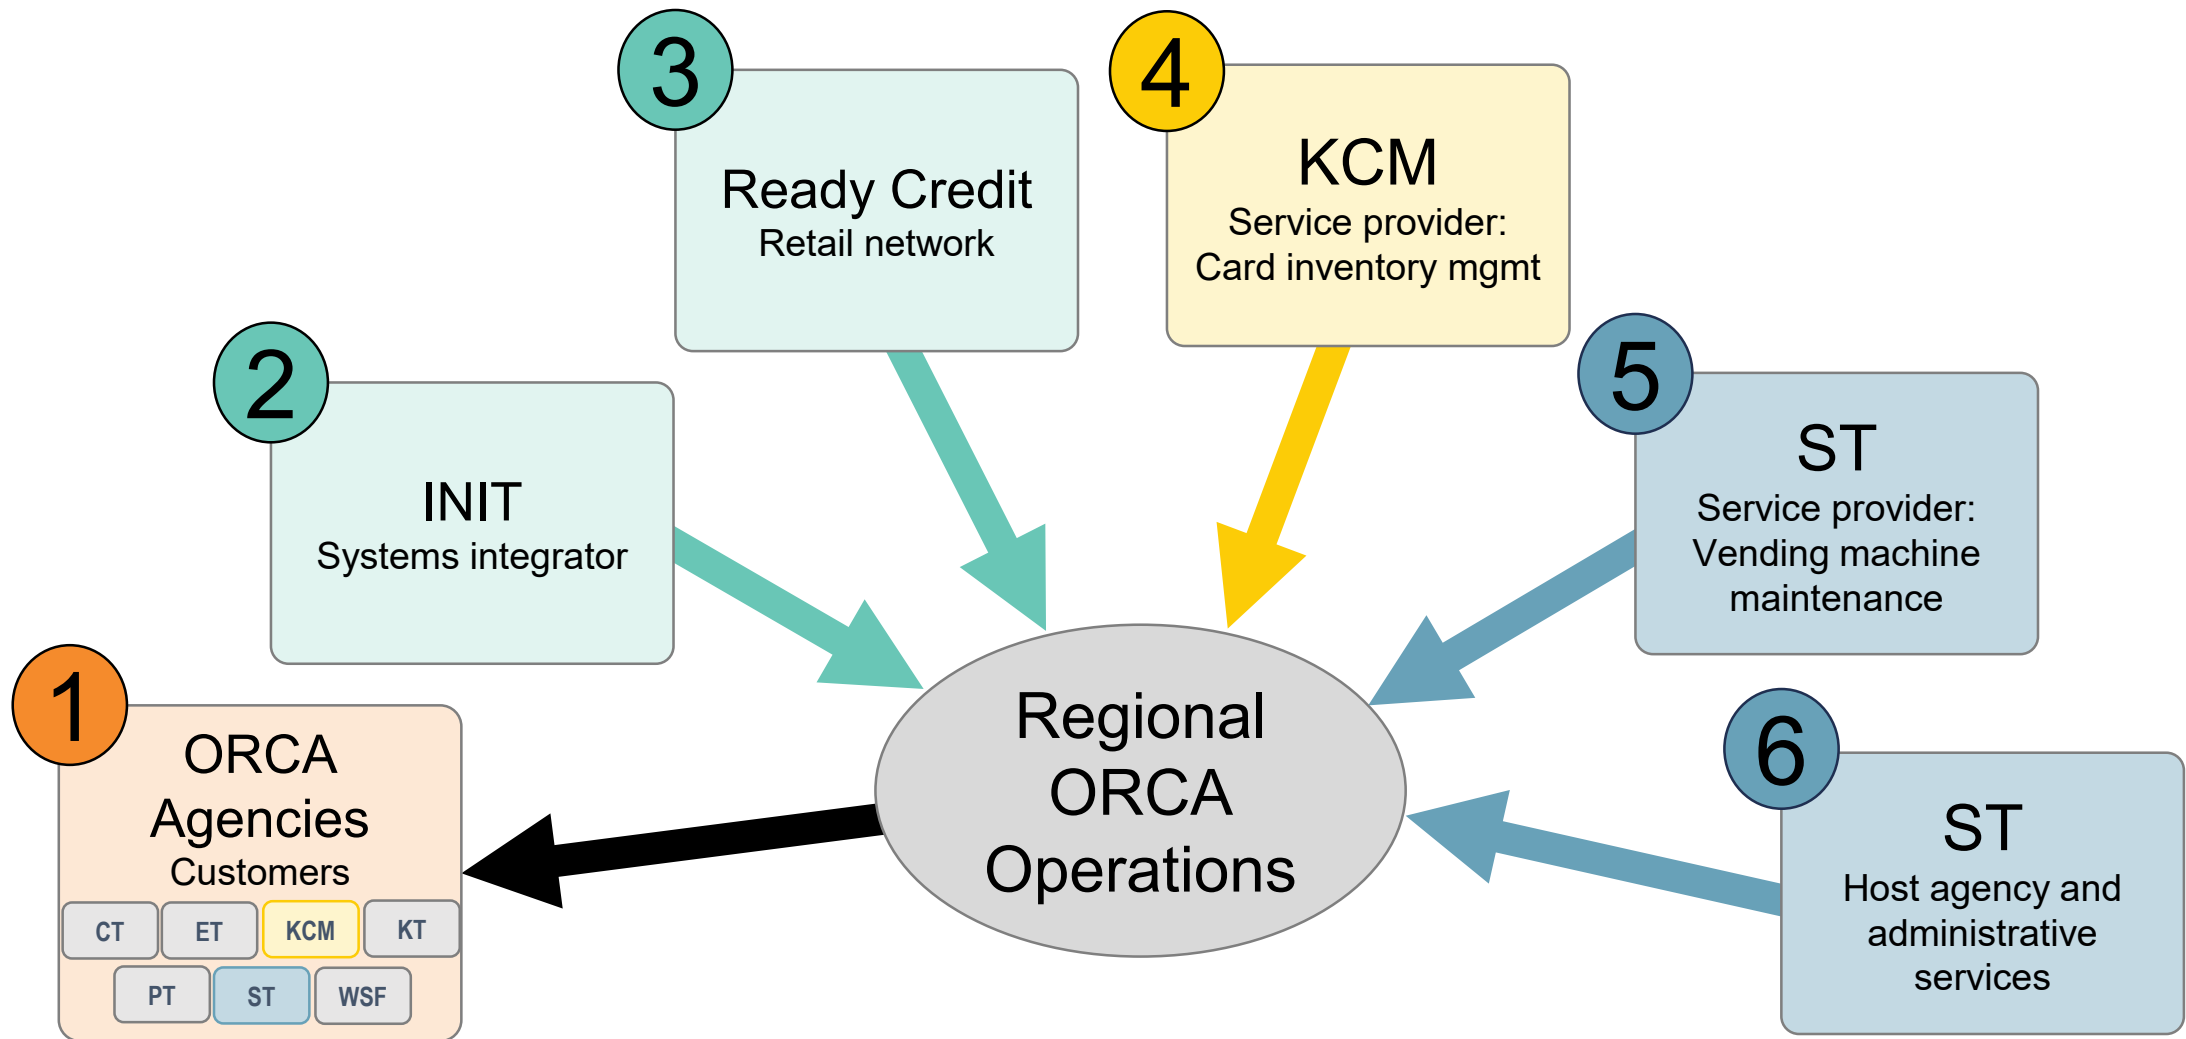 1
ORCA
Agencies
Customers
CT ET KCM KT
PT ST WSF
2
INIT
Systems integrator
3
Ready Credit
Retail network
4
KCM
Service provider:
Card inventory mgmt
5
ST
Service provider:
Vending machine
maintenance
6
ST
Host agency and
administrative
services
Regional
ORCA
Operations